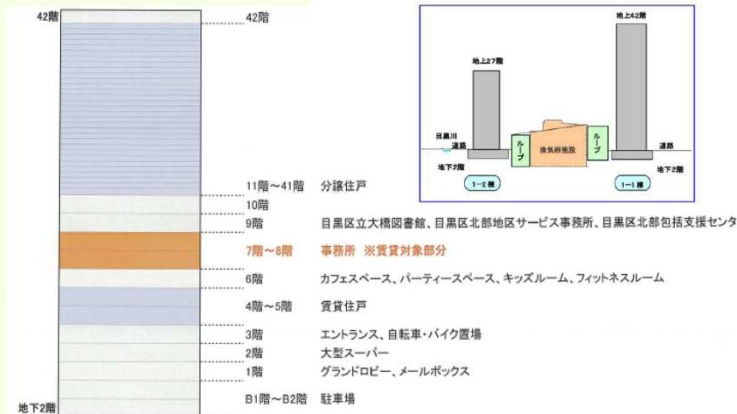 42階
42階
11階～41階 分譲住戸
10階
9階 目黒区立大橋図書館、目黒区北部地区サービス事務所、目黒区北部包括支援センタ
7階～8階 事務所 ※賃貸対象部分
6階 カフェスペース、パーティースペース、キッズルーム、フィットネスルーム
4階～5階 賃貸住戸
3階 エントランス、自転車・バイク置場
2階 大型スーパー
1階 グランドロビー、メールボックス
B1階～B2階 駐車場
地下2階
地上42階
地上27階
目黒川
道路
ループ
換気所施設
ループ
道路
地下2階
地下2階
1-2棟
1-1棟